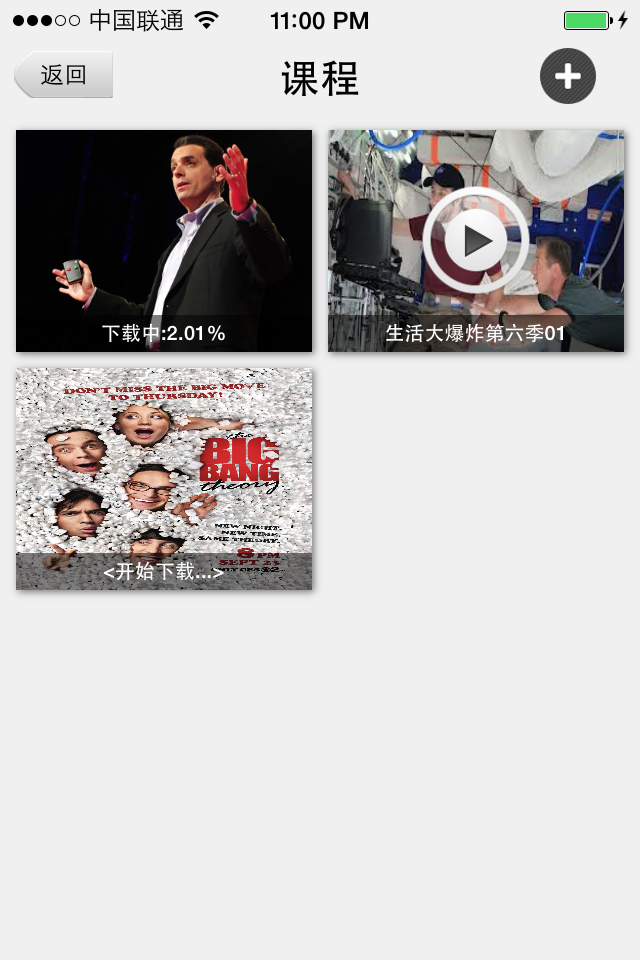 中国联通
11:00 PM
返回
课程
下载中:2.01%
生活大爆炸第六季01
DON'T MISS THE BIG MOVE
TO THURSDAY!
the
BIG
BANG
theory
NEW NIGHT.
NEW TIME.
SAME THEORY.
8PM
SEPT 23
<开始下载...>